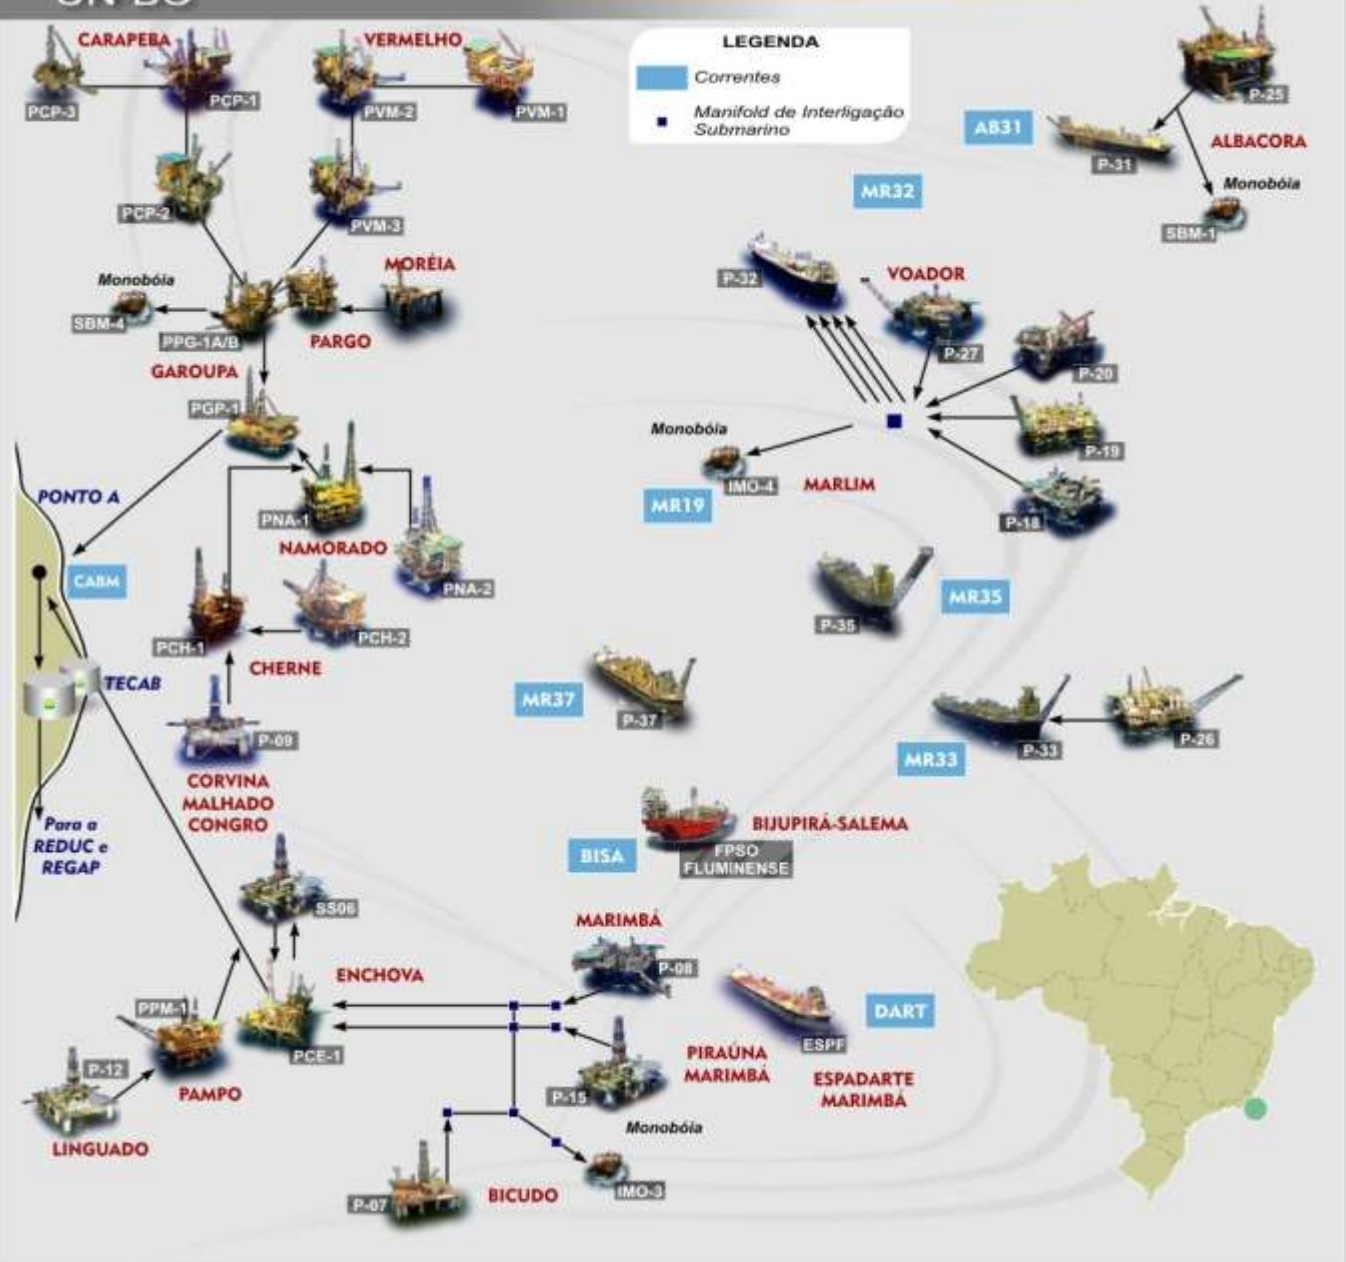 UN-BC
CARAPEBA
VERMELHO
PCP-3
PCP-1
PVM-2
PVM-1
LEGENDA
Correntes
Manifold de Interligação
Submarino
P-25
AB31
ALBACORA
P-31
Monobóia
SBM-1
MR32
PCP-2
PVM-3
MORÉIA
Monobóia
SBM-4
PPG-1A/B
PARGO
P-32
VOADOR
P-27
P-20
P-19
P-18
GAROUPA
PGP-1
Monobóia
IMO-4
MARLIM
MR19
PONTO A
PNA-1
NAMORADO
PNA-2
CABM
PCH-1
PCH-2
CHERNE
TECAB
P-35
MR35
MR37
P-37
P-33
P-26
MR33
P-09
CORVINA
MALHADO
CONGRO
Para a
REDUC e
REGAP
BIJUPIRÁ-SALEMA
BISA
FPSO
FLUMINENSE
SS06
MARIMBÁ
P-08
ENCHOVA
PPM-1
PCE-1
DART
ESPF
P-12
PAMPO
PIRAÚNA
MARIMBÁ
ESPADARTE
MARIMBÁ
P-15
LINGUADO
Monobóia
IMO-3
P-07
BICUDO